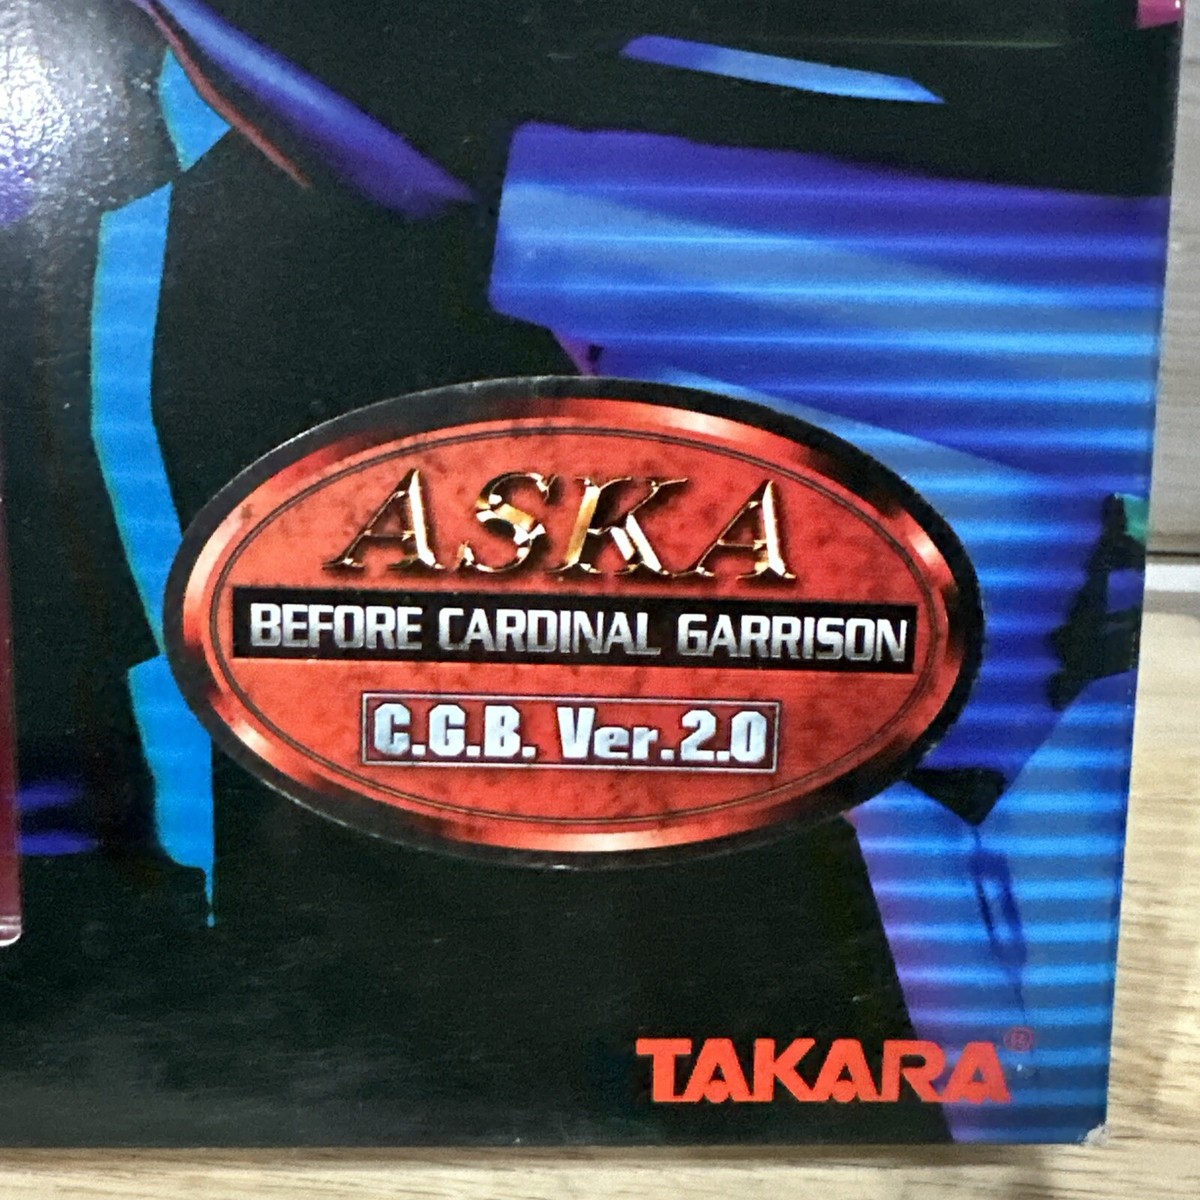 ASKA
BEFORE CARDINAL GARRISON
C.G.B. Ver.2.0
TAKARA®